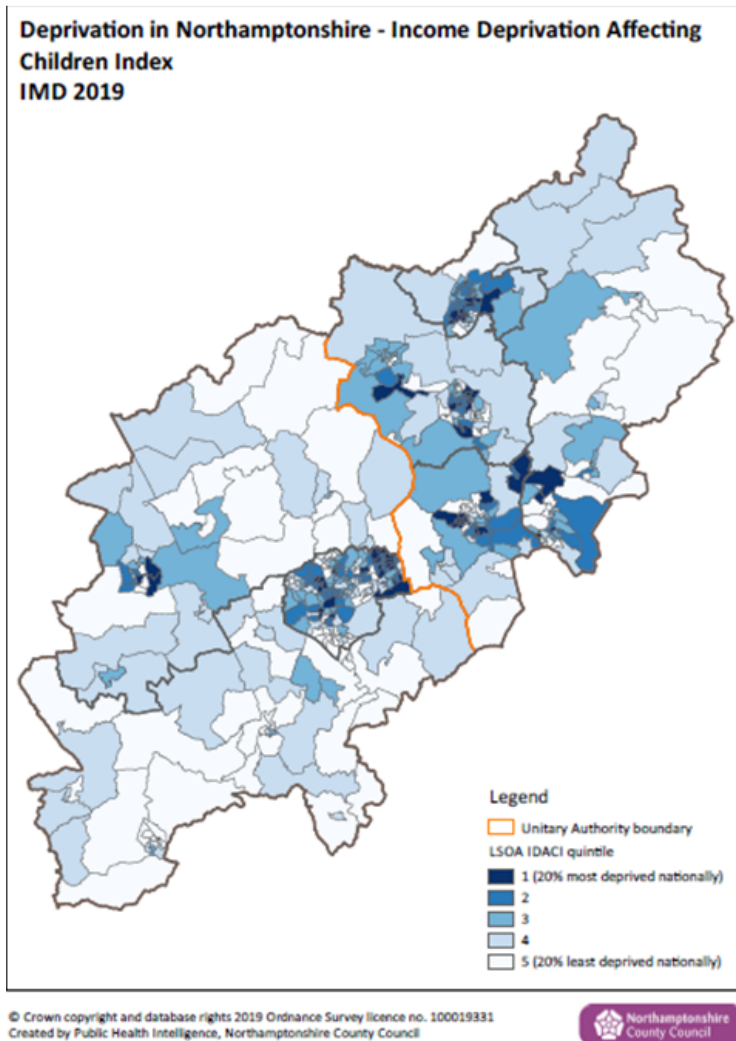 Deprivation in Northamptonshire - Income Deprivation Affecting
Children Index
IMD 2019
Legend
Unitary Authority boundary
LSOA IDACI quintile
1 (20% most deprived nationally)
2
3
4
5 (20% least deprived nationally)
© Crown copyright and database rights 2019 Ordnance Survey licence no. 100019331
Created by Public Health Intelligence, Northamptonshire County Council
Northamptonshire
County Council